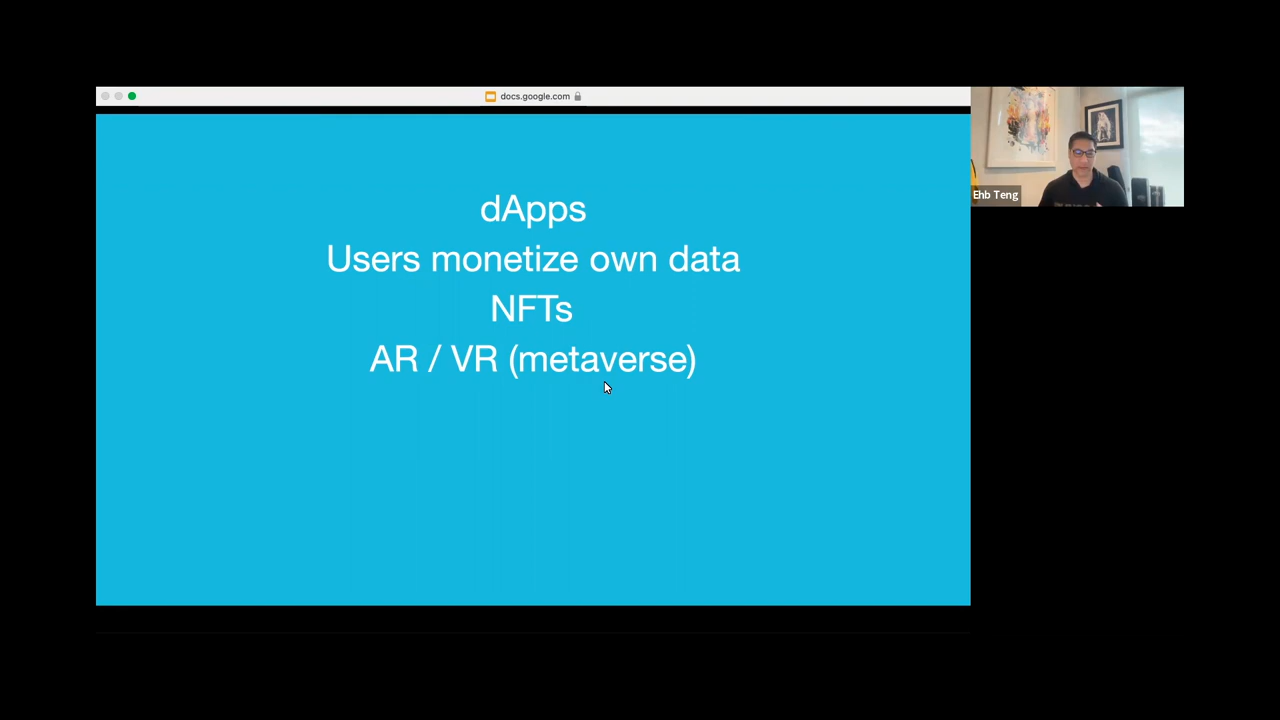 docs.google.com
dApps
Users monetize own data
NFTs
AR / VR (metaverse)
Ehb Teng